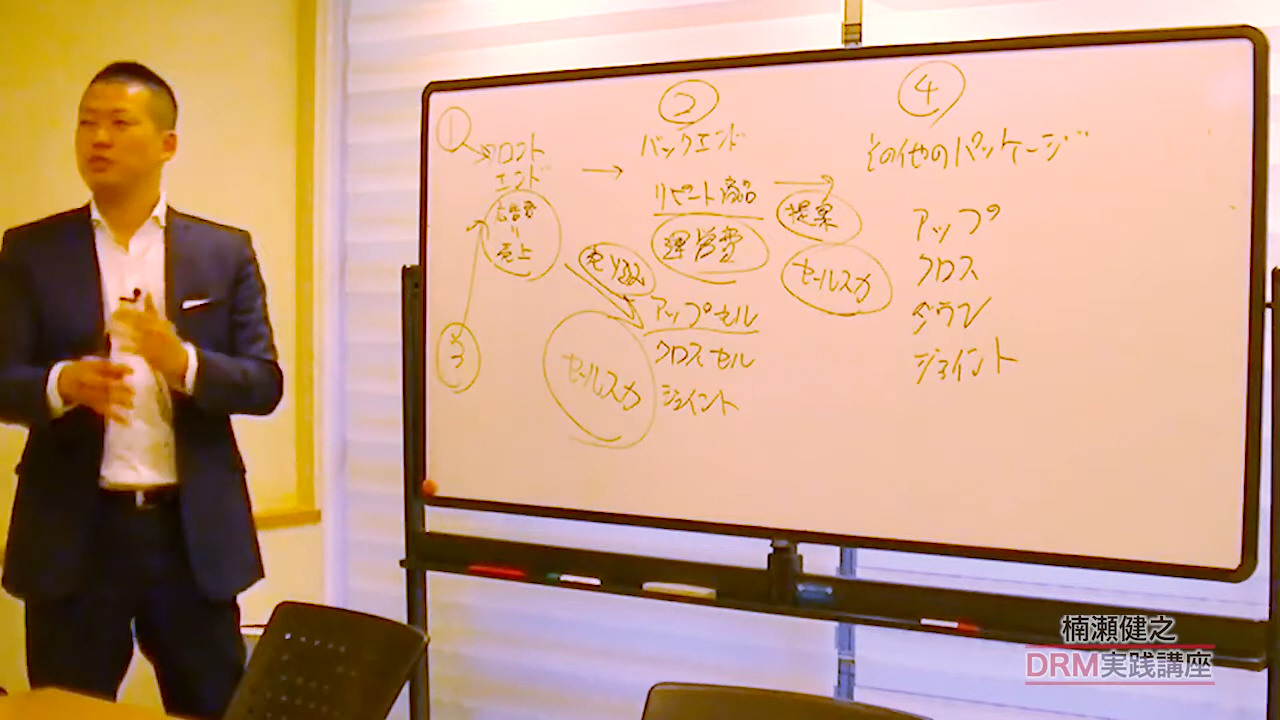 ①
フロント
エンド
広告費
売上
③
②
バックエンド
リピート商品
運営費
アップセル
クロスセル
ジョイント
セールス力
提案
セールス力
④
その他のパッケージ
アップ
クロス
ダウン
ジョイント
楠瀬健之
DRM実践講座